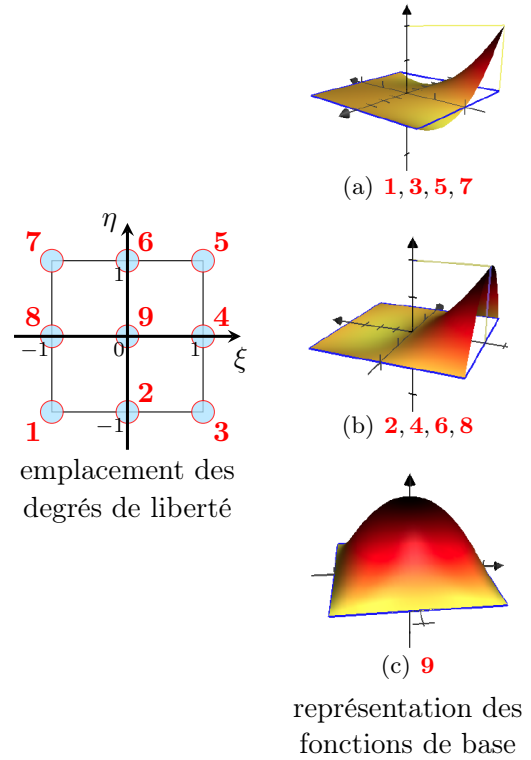 (a) 1, 3, 5, 7
η
7 6 5
1
8 9 4
−1 0 1 ξ
2
1 −1 3
emplacement des
degrés de liberté
(b) 2, 4, 6, 8
(c) 9
représentation des
fonctions de base